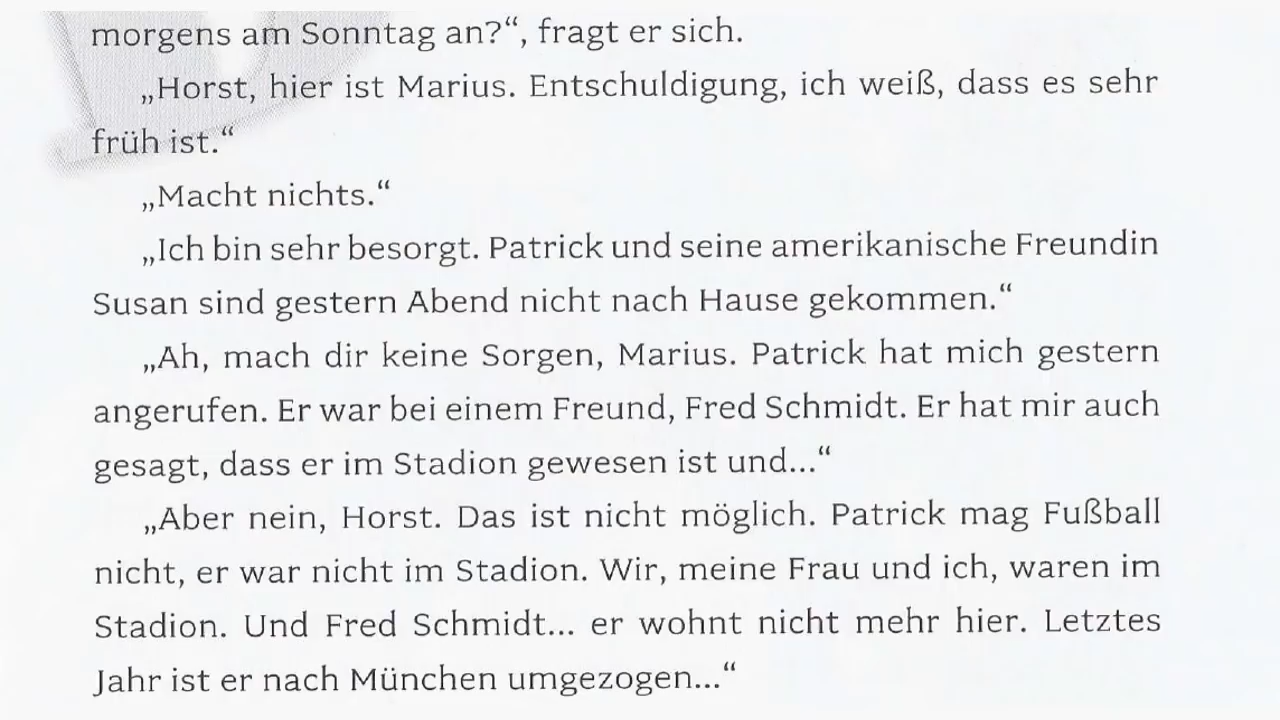 morgens am Sonntag an?“, fragt er sich.
„Horst, hier ist Marius. Entschuldigung, ich weiß, dass es sehr
früh ist.“
„Macht nichts.“
„Ich bin sehr besorgt. Patrick und seine amerikanische Freundin
Susan sind gestern Abend nicht nach Hause gekommen.“
„Ah, mach dir keine Sorgen, Marius. Patrick hat mich gestern
angerufen. Er war bei einem Freund, Fred Schmidt. Er hat mir auch
gesagt, dass er im Stadion gewesen ist und...“
„Aber nein, Horst. Das ist nicht möglich. Patrick mag Fußball
nicht, er war nicht im Stadion. Wir, meine Frau und ich, waren im
Stadion. Und Fred Schmidt... er wohnt nicht mehr hier. Letztes
Jahr ist er nach München umgezogen...“